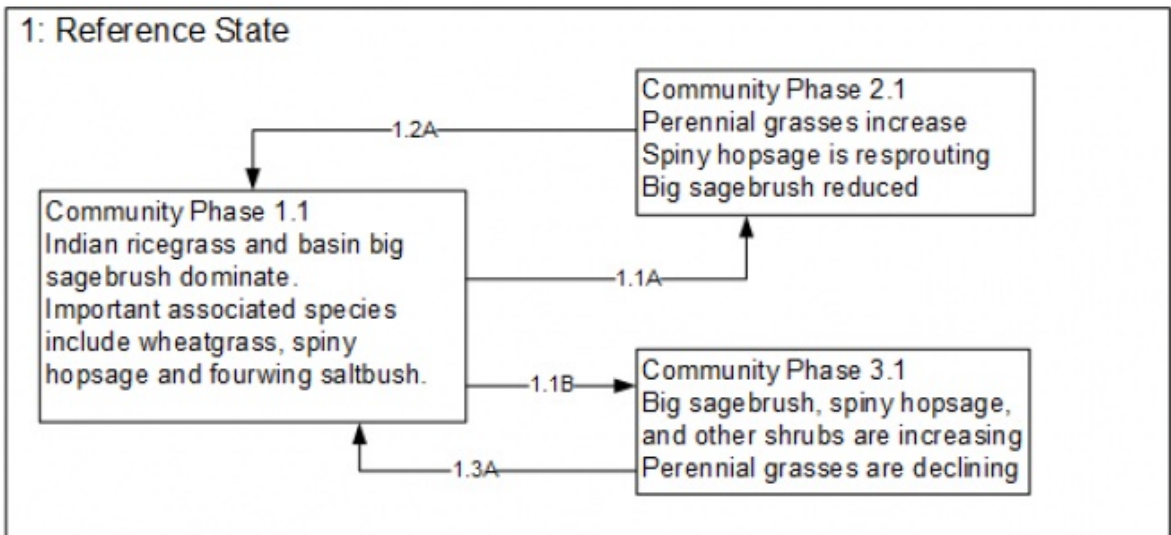 1: Reference State
Community Phase 2.1
Perennial grasses increase
Spiny hopsage is resprouting
Big sagebrush reduced
1.2A
Community Phase 1.1
Indian ricegrass and basin big
sagebrush dominate.
Important associated species
include wheatgrass, spiny
hopsage and fourwing saltbush.
1.1A
1.1B
Community Phase 3.1
Big sagebrush, spiny hopsage,
and other shrubs are increasing
Perennial grasses are declining
1.3A